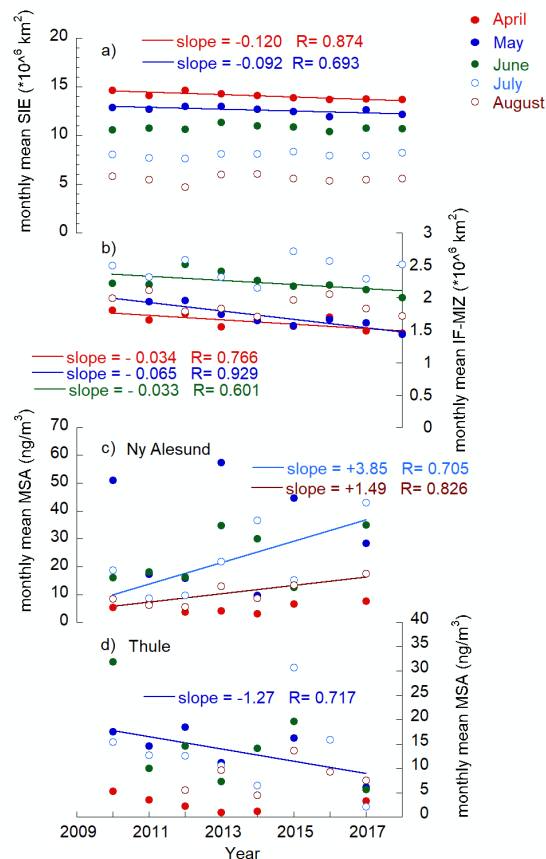 April
May
June
July
August
a)
slope = -0.120 R= 0.874
slope = -0.092 R= 0.693
monthly mean SIE (*10^6 km2)
20
15
10
5
0
b)
slope = - 0.034 R= 0.766
slope = - 0.065 R= 0.929
slope = - 0.033 R= 0.601
3
2.5
2
1.5
1
0.5
0
monthly mean IF-MIZ (*10^6 km2)
c) Ny Alesund
slope = +3.85 R= 0.705
slope = +1.49 R= 0.826
monthly mean MSA (ng/m3)
70
60
50
40
30
20
10
0
d) Thule
slope = -1.27 R= 0.717
40
35
30
25
20
15
10
5
0
monthly mean MSA (ng/m3)
2009 2011 2013 2015 2017
Year